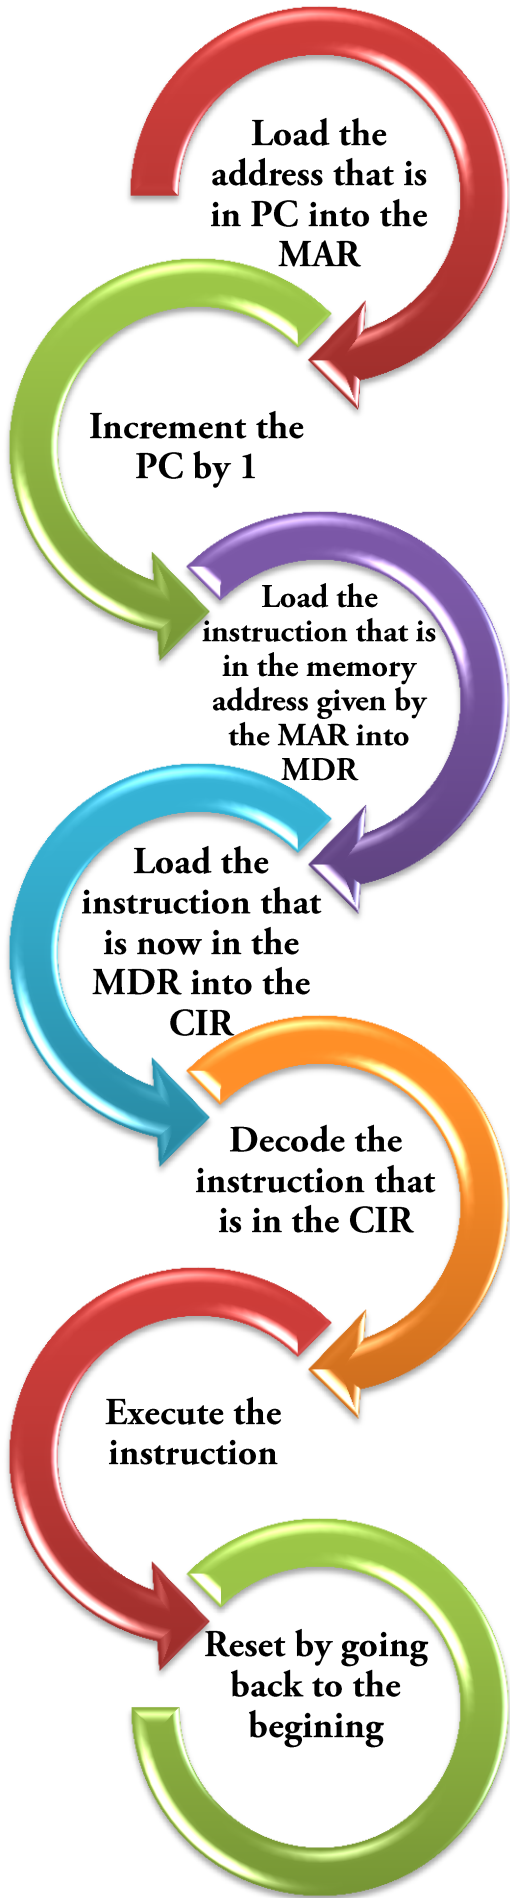 Load the
address that is
in PC into the
MAR
Increment the
PC by 1
Load the
instruction that is
in the memory
address given by
the MAR into
MDR
Load the
instruction that
is now in the
MDR into the
CIR
Decode the
instruction that
is in the CIR
Execute the
instruction
Reset by going
back to the
begining